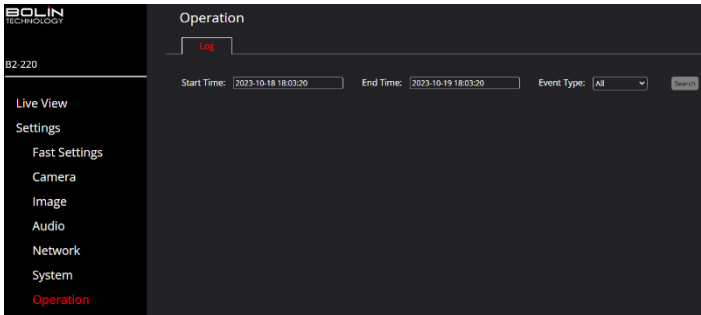 BOLIN
TECHNOLOGY
B2-220
Live View
Settings
Fast Settings
Camera
Image
Audio
Network
System
Operation
Operation
Log
Start Time: 2023-10-18 18:03:20 End Time: 2023-10-19 18:03:20 Event Type: All Search